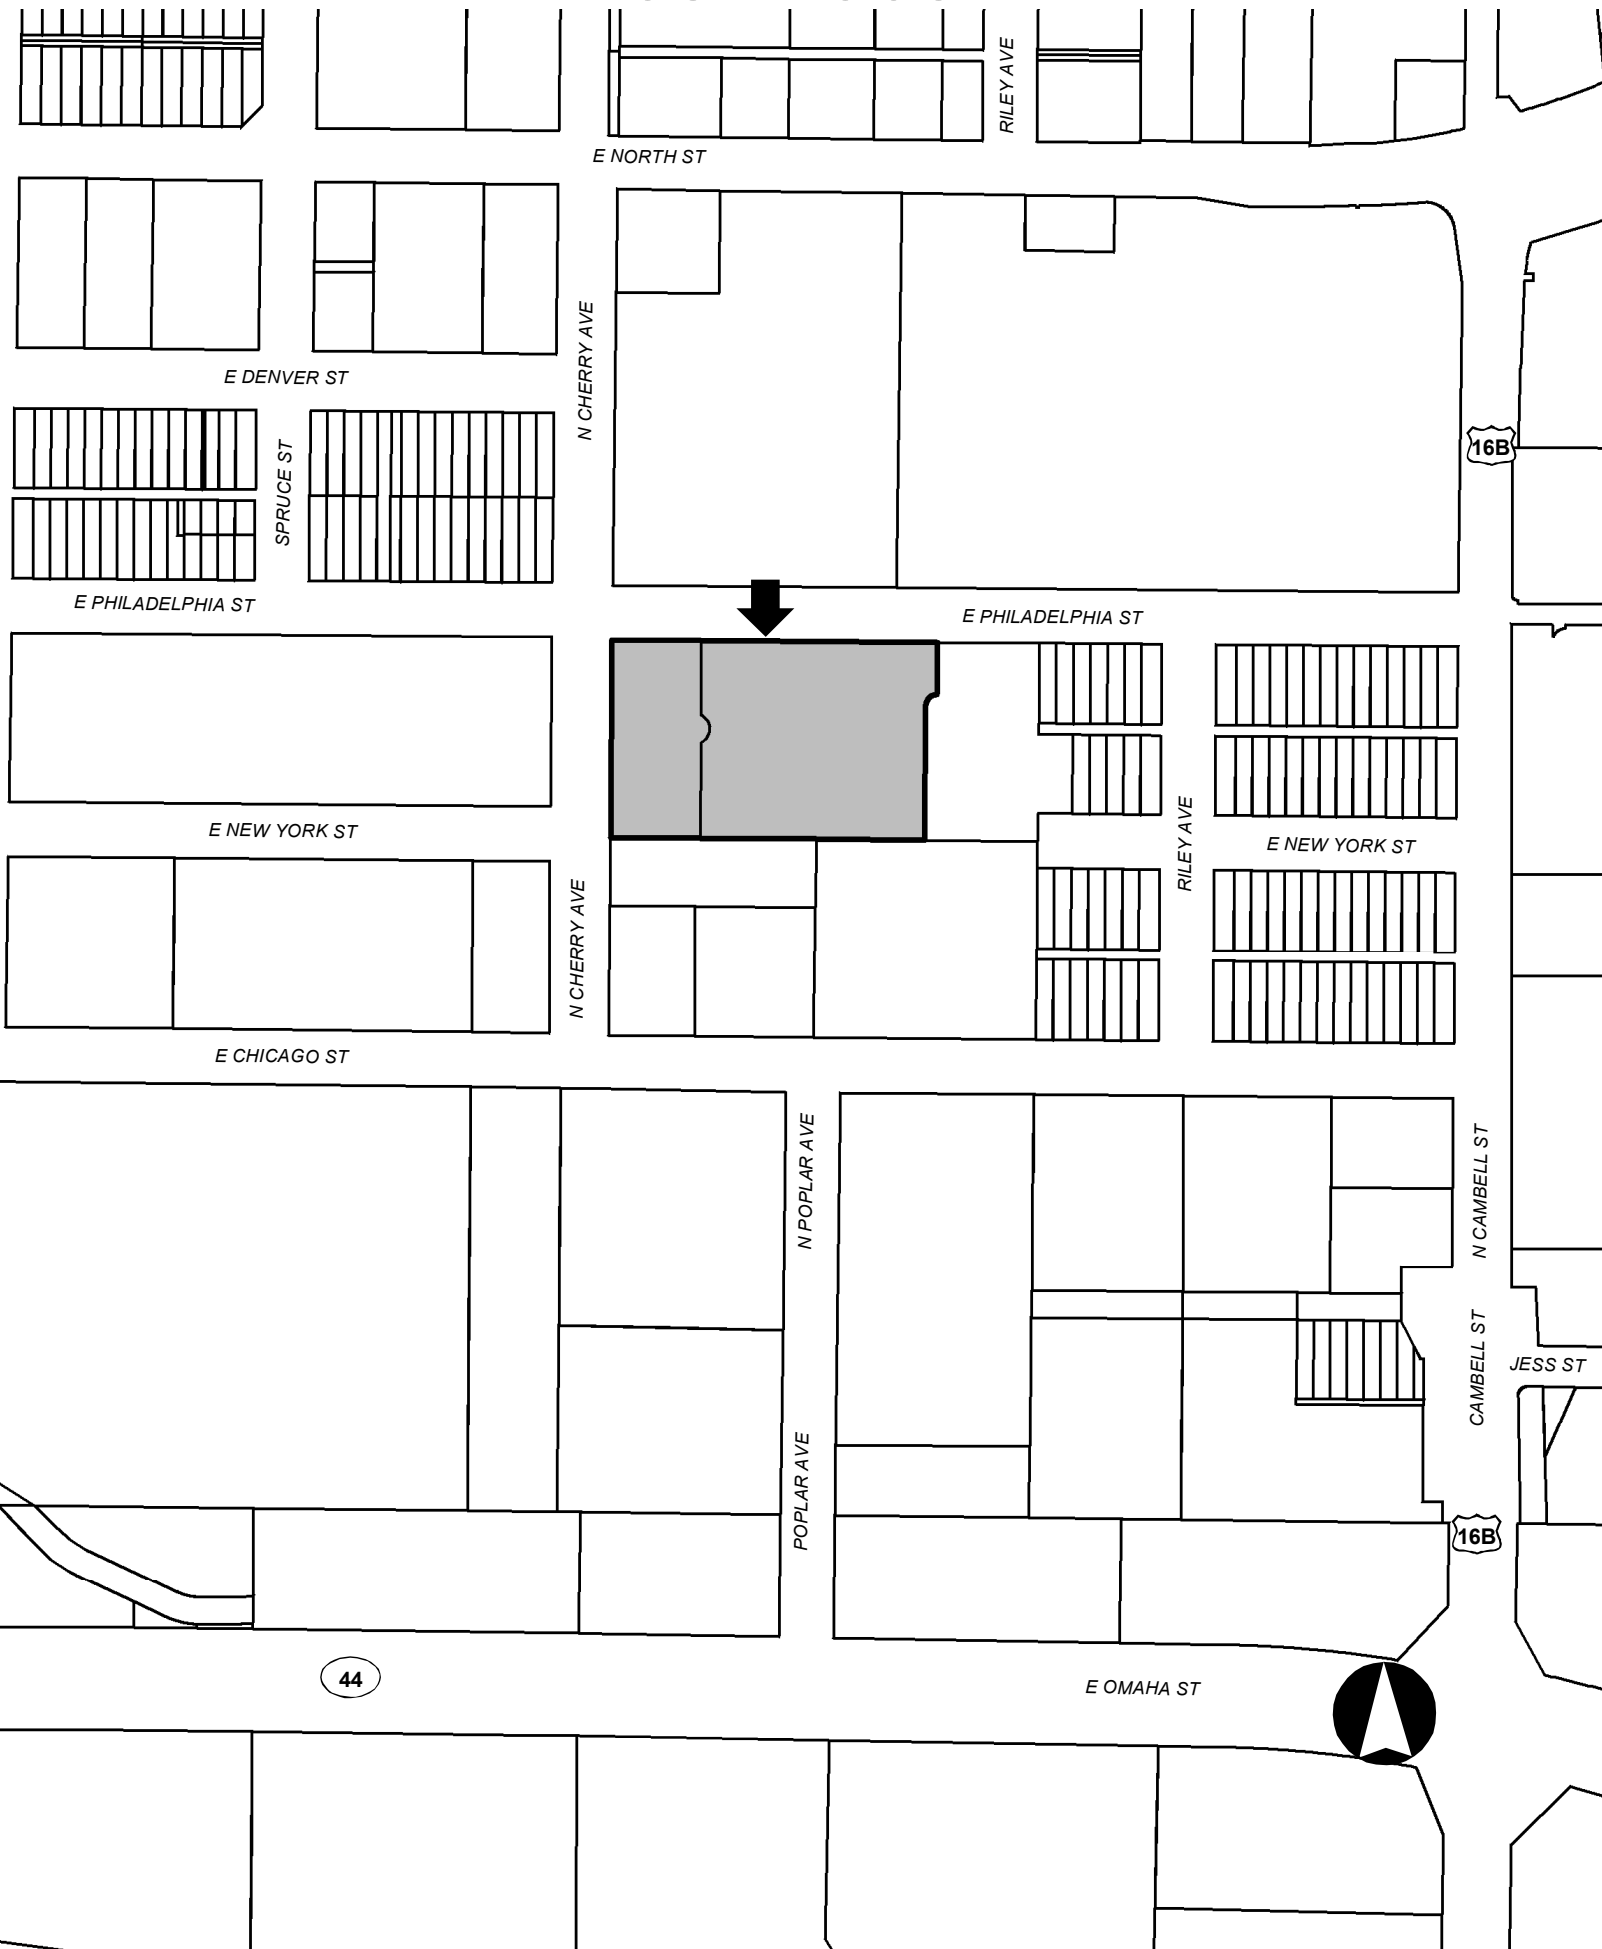 RILEY AVE
E NORTH ST
N CHERRY AVE
E DENVER ST
16B
SPRUCE ST
E PHILADELPHIA ST
E PHILADELPHIA ST
E NEW YORK ST
RILEY AVE
E NEW YORK ST
N CHERRY AVE
E CHICAGO ST
N POPLAR AVE
N CAMBELL ST
CAMBELL ST
JESS ST
POPLAR AVE
16B
44
E OMAHA ST